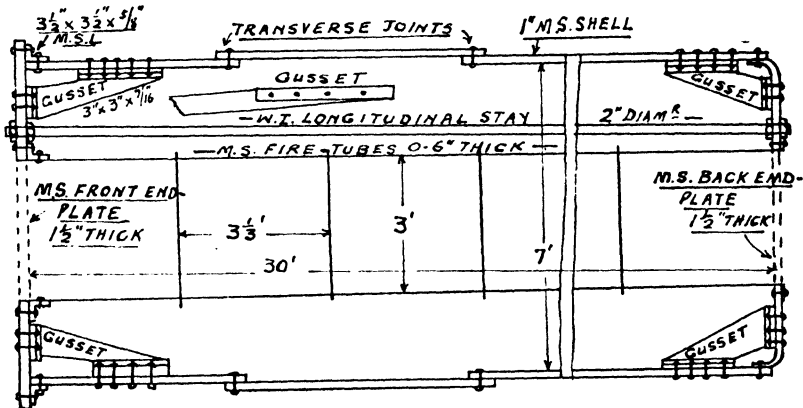 3½" x 3½" x 5/8"
M.S.L
TRANSVERSE JOINTS
1" M.S. SHELL
GUSSET
GUSSET
3" x 3" x 7/16
GUSSET
W.I. LONGITUDINAL STAY
2" DIAMR
M.S. FIRE-TUBES 0·6" THICK
M.S. FRONT END-
PLATE
1½" THICK
3⅓'
3'
7'
M.S. BACK END-
PLATE
1½" THICK
30'
GUSSET
GUSSET